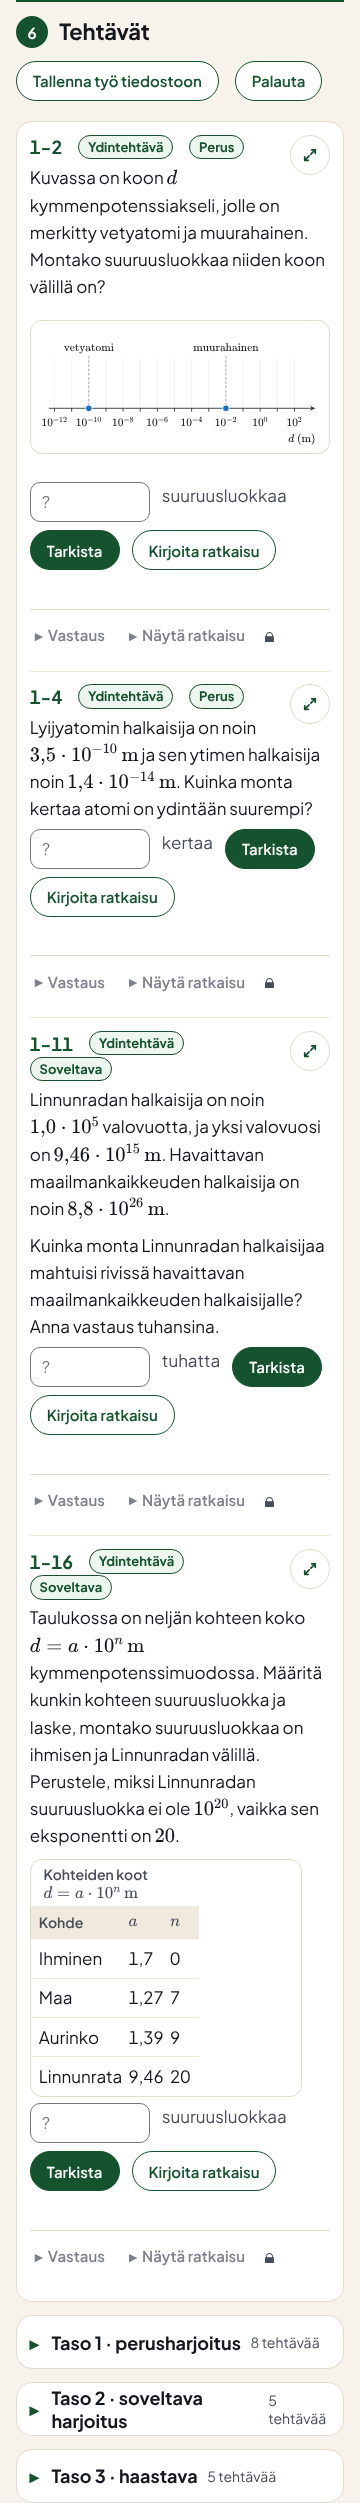 6 Tehtävät
Tallenna työ tiedostoon Palauta
1-2 Ydintehtävä Perus
Kuvassa on koon d
kymmenpotenssiakseli, jolle on
merkitty vetyatomi ja muurahainen.
Montako suuruusluokkaa niiden koon
välillä on?
vetyatomi muurahainen
10⁻¹² 10⁻¹⁰ 10⁻⁸ 10⁻⁶ 10⁻⁴ 10⁻² 10⁰ 10²
d (m)
? suuruusluokkaa
Tarkista Kirjoita ratkaisu
▶ Vastaus ▶ Näytä ratkaisu
1-4 Ydintehtävä Perus
Lyijyatomin halkaisija on noin
3,5 · 10⁻¹⁰ m ja sen ytimen halkaisija
noin 1,4 · 10⁻¹⁴ m. Kuinka monta
kertaa atomi on ydintään suurempi?
? kertaa Tarkista
Kirjoita ratkaisu
▶ Vastaus ▶ Näytä ratkaisu
1-11 Ydintehtävä
Soveltava
Linnunradan halkaisija on noin
1,0 · 10⁵ valovuotta, ja yksi valovuosi
on 9,46 · 10¹⁵ m. Havaittavan
maailmankaikkeuden halkaisija on
noin 8,8 · 10²⁶ m.
Kuinka monta Linnunradan halkaisijaa
mahtuisi rivissä havaittavan
maailmankaikkeuden halkaisijalle?
Anna vastaus tuhansina.
? tuhatta Tarkista
Kirjoita ratkaisu
▶ Vastaus ▶ Näytä ratkaisu
1-16 Ydintehtävä
Soveltava
Taulukossa on neljän kohteen koko
d = a · 10ⁿ m
kymmenpotenssimuodossa. Määritä
kunkin kohteen suuruusluokka ja
laske, montako suuruusluokkaa on
ihmisen ja Linnunradan välillä.
Perustele, miksi Linnunradan
suuruusluokka ei ole 10²⁰, vaikka sen
eksponentti on 20.
Kohteiden koot
d = a · 10ⁿ m
Kohde a n
Ihminen 1,7 0
Maa 1,27 7
Aurinko 1,39 9
Linnunrata 9,46 20
? suuruusluokkaa
Tarkista Kirjoita ratkaisu
▶ Vastaus ▶ Näytä ratkaisu
▶ Taso 1 · perusharjoitus 8 tehtävää
▶ Taso 2 · soveltava 5
harjoitus tehtävää
▶ Taso 3 · haastava 5 tehtävää